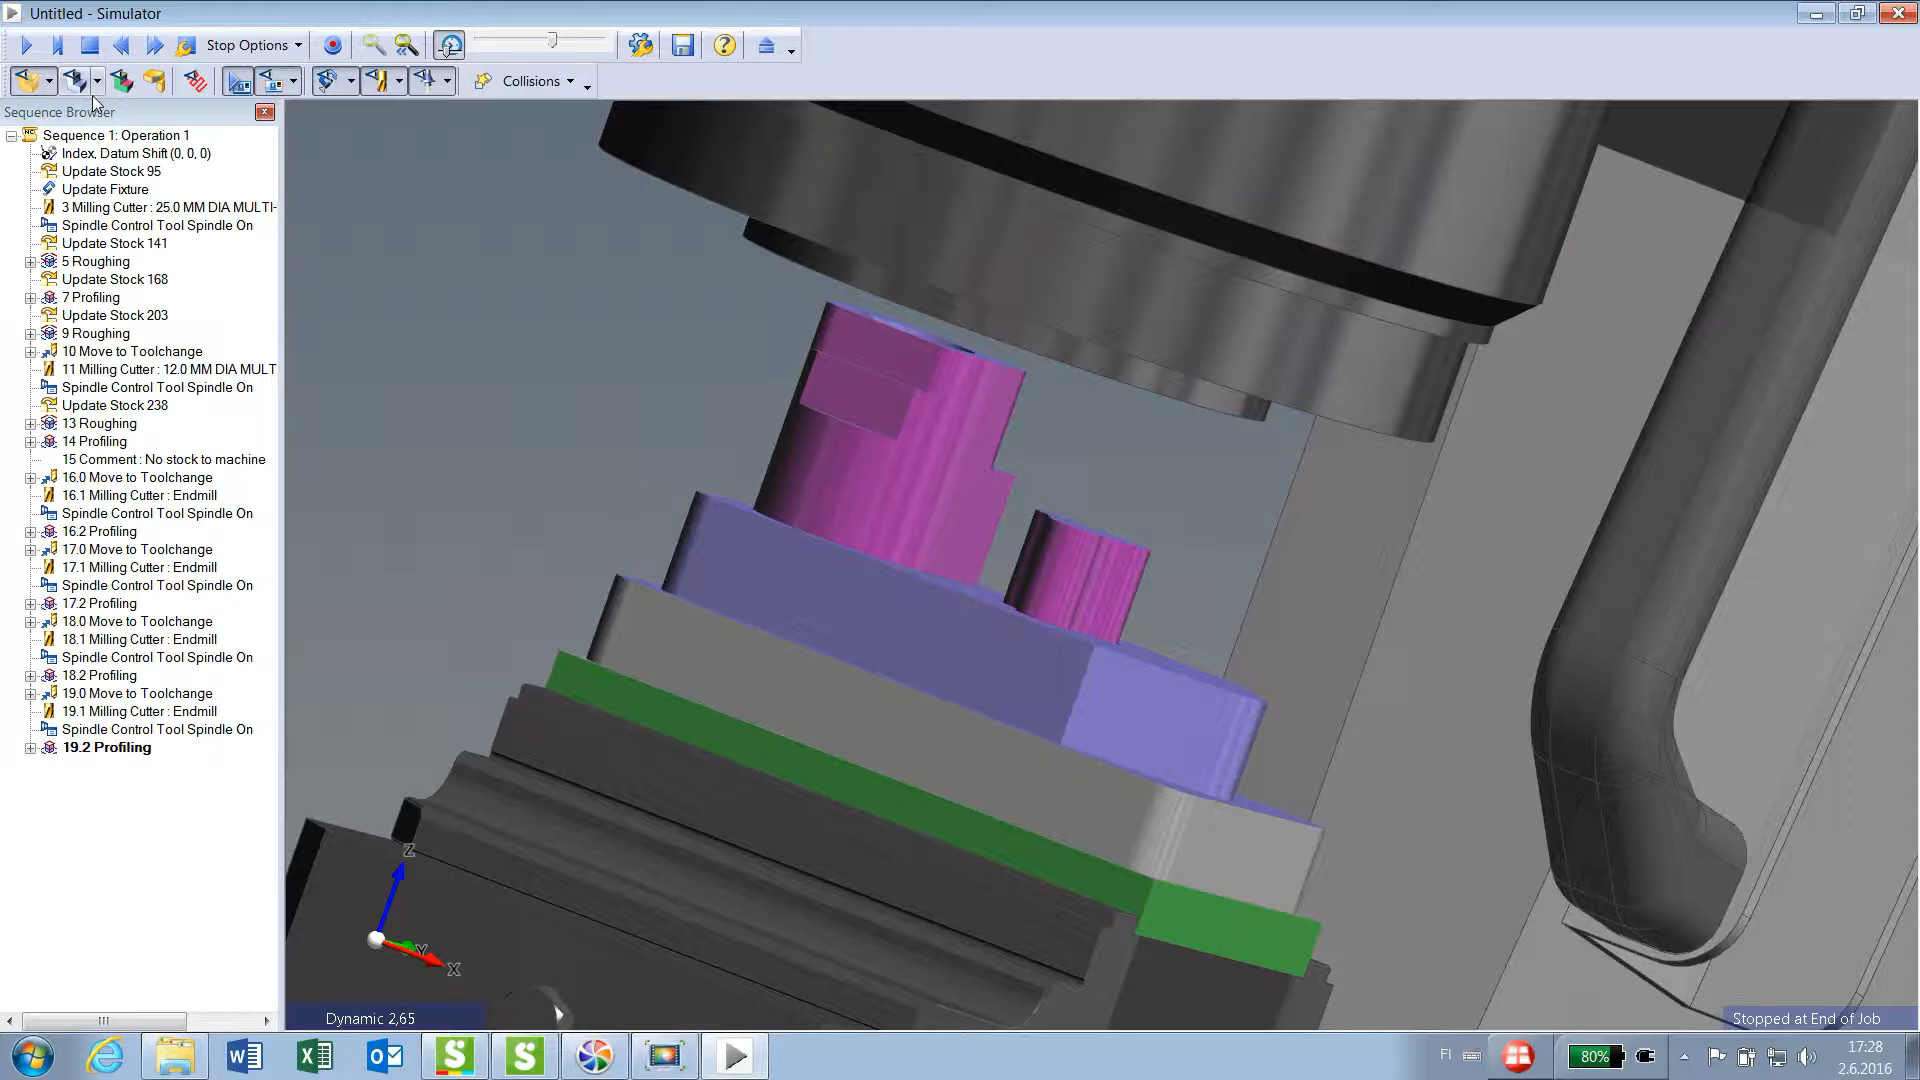 Untitled - Simulator
Stop Options
Collisions
Sequence Browser
Sequence 1: Operation 1
Index, Datum Shift (0, 0, 0)
Update Stock 95
Update Fixture
3 Milling Cutter : 25.0 MM DIA MULTI-
Spindle Control Tool Spindle On
Update Stock 141
5 Roughing
Update Stock 168
7 Profiling
Update Stock 203
9 Roughing
10 Move to Toolchange
11 Milling Cutter : 12.0 MM DIA MULT
Spindle Control Tool Spindle On
Update Stock 238
13 Roughing
14 Profiling
15 Comment : No stock to machine
16.0 Move to Toolchange
16.1 Milling Cutter : Endmill
Spindle Control Tool Spindle On
16.2 Profiling
17.0 Move to Toolchange
17.1 Milling Cutter : Endmill
Spindle Control Tool Spindle On
17.2 Profiling
18.0 Move to Toolchange
18.1 Milling Cutter : Endmill
Spindle Control Tool Spindle On
18.2 Profiling
19.0 Move to Toolchange
19.1 Milling Cutter : Endmill
Spindle Control Tool Spindle On
19.2 Profiling
Z
Y
X
Dynamic 2,65
Stopped at End of Job
FI
80%
17:28
2.6.2016